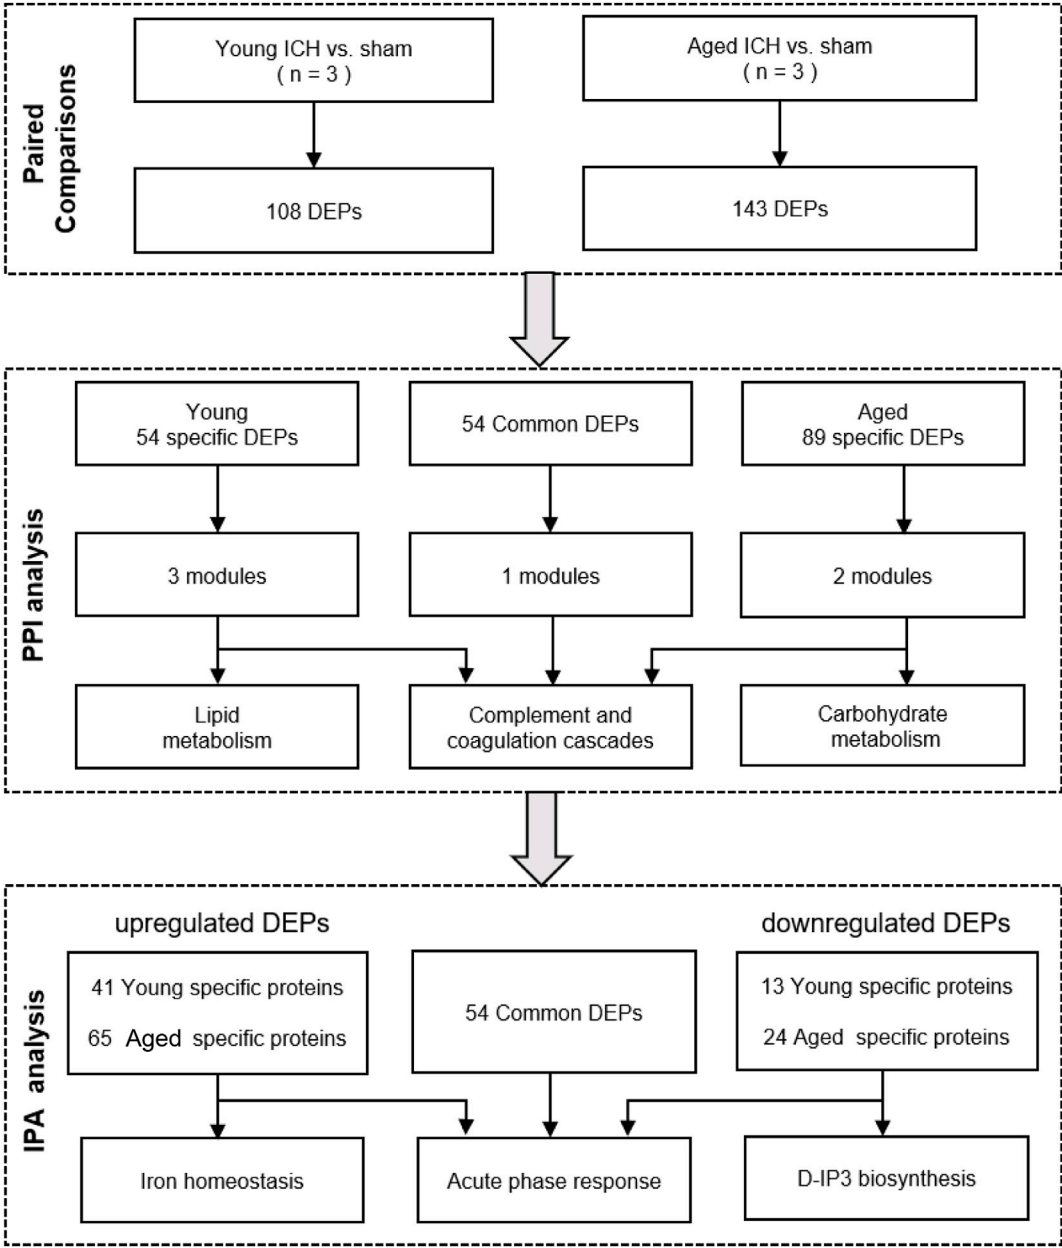 Paired
Comparisons
Young ICH vs. sham
( n = 3 )
Aged ICH vs. sham
( n = 3 )
108 DEPs
143 DEPs
PPI analysis
Young
54 specific DEPs
54 Common DEPs
Aged
89 specific DEPs
3 modules
1 modules
2 modules
Lipid
metabolism
Complement and
coagulation cascades
Carbohydrate
metabolism
IPA analysis
upregulated DEPs
downregulated DEPs
41 Young specific proteins
65 Aged specific proteins
54 Common DEPs
13 Young specific proteins
24 Aged specific proteins
Iron homeostasis
Acute phase response
D-IP3 biosynthesis